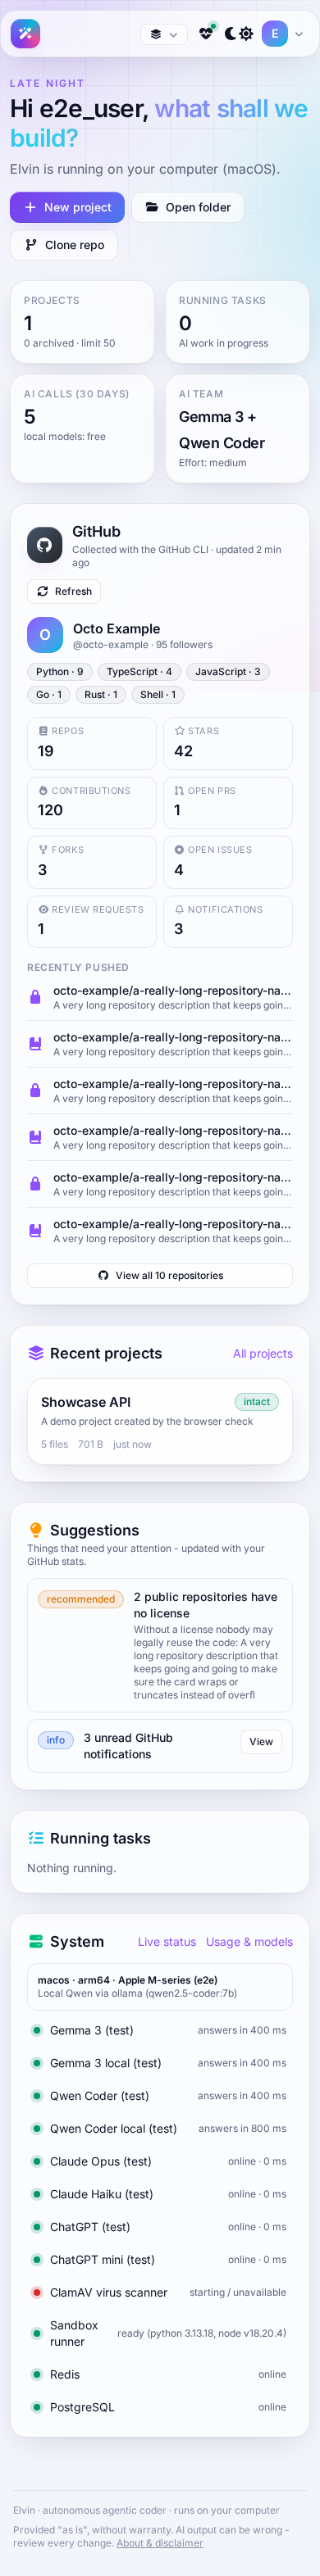 E
LATE NIGHT
Hi e2e_user, what shall we
build?
Elvin is running on your computer (macOS).
New project
Open folder
Clone repo
PROJECTS
1
0 archived · limit 50
RUNNING TASKS
0
AI work in progress
AI CALLS (30 DAYS)
5
local models: free
AI TEAM
Gemma 3 +
Qwen Coder
Effort: medium
GitHub
Collected with the GitHub CLI · updated 2 min
ago
Refresh
O
Octo Example
@octo-example · 95 followers
Python · 9
TypeScript · 4
JavaScript · 3
Go · 1
Rust · 1
Shell · 1
REPOS
19
STARS
42
CONTRIBUTIONS
120
OPEN PRS
1
FORKS
3
OPEN ISSUES
4
REVIEW REQUESTS
1
NOTIFICATIONS
3
RECENTLY PUSHED
octo-example/a-really-long-repository-na...
A very long repository description that keeps goin...
octo-example/a-really-long-repository-na...
A very long repository description that keeps goin...
octo-example/a-really-long-repository-na...
A very long repository description that keeps goin...
octo-example/a-really-long-repository-na...
A very long repository description that keeps goin...
octo-example/a-really-long-repository-na...
A very long repository description that keeps goin...
octo-example/a-really-long-repository-na...
A very long repository description that keeps goin...
View all 10 repositories
Recent projects
All projects
Showcase API
intact
A demo project created by the browser check
5 files 701 B just now
Suggestions
Things that need your attention - updated with your
GitHub stats.
recommended
2 public repositories have
no license
Without a license nobody may
legally reuse the code: A very
long repository description that
keeps going and going to make
sure the card wraps or
truncates instead of overfl
info
3 unread GitHub
notifications
View
Running tasks
Nothing running.
System
Live status
Usage & models
macos · arm64 · Apple M-series (e2e)
Local Qwen via ollama (qwen2.5-coder:7b)
Gemma 3 (test)
answers in 400 ms
Gemma 3 local (test)
answers in 400 ms
Qwen Coder (test)
answers in 400 ms
Qwen Coder local (test)
answers in 800 ms
Claude Opus (test)
online · 0 ms
Claude Haiku (test)
online · 0 ms
ChatGPT (test)
online · 0 ms
ChatGPT mini (test)
online · 0 ms
ClamAV virus scanner
starting / unavailable
Sandbox
runner
ready (python 3.13.18, node v18.20.4)
Redis
online
PostgreSQL
online
Elvin · autonomous agentic coder · runs on your computer
Provided "as is", without warranty. AI output can be wrong -
review every change. About & disclaimer